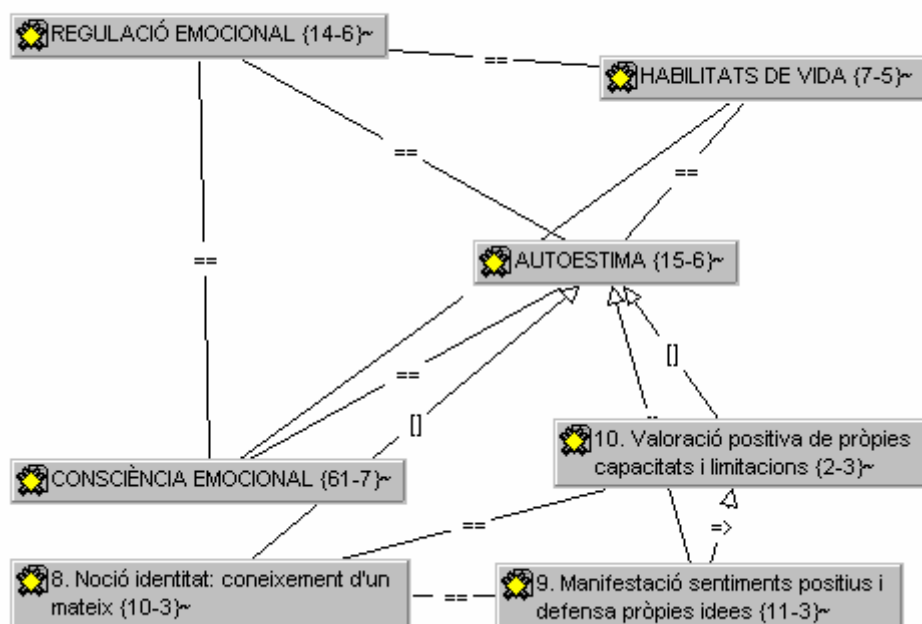 REGULACIÓ EMOCIONAL {14-6}~
==
HABILITATS DE VIDA {7-5}~
==
==
==
AUTOESTIMA {15-6}~
[]
==
[]
10. Valoració positiva de pròpies
capacitats i limitacions {2-3}~
CONSCIÈNCIA EMOCIONAL {61-7}~
==
=>
8. Noció identitat: coneixement d'un
mateix {10-3}~
==
9. Manifestació sentiments positius i
defensa pròpies idees {11-3}~